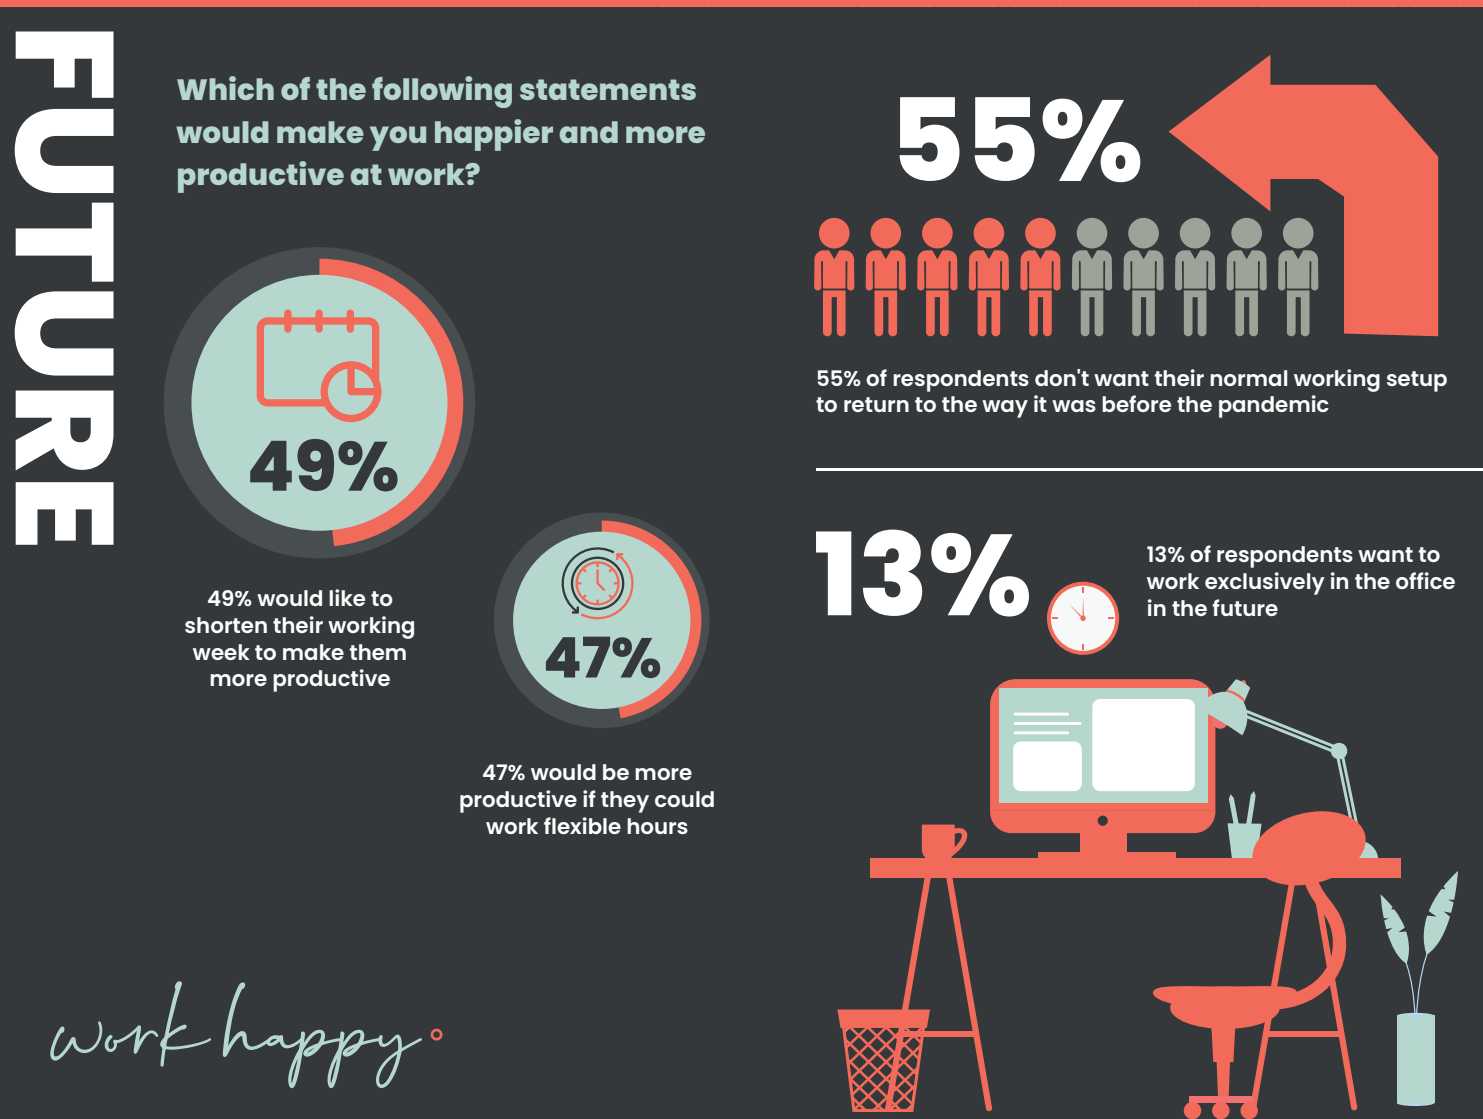 FUTURE
Which of the following statements
would make you happier and more
productive at work?
49%
49% would like to
shorten their working
week to make them
more productive
47%
47% would be more
productive if they could
work flexible hours
55%
55% of respondents don't want their normal working setup
to return to the way it was before the pandemic
13%
13% of respondents want to
work exclusively in the office
in the future
work happy